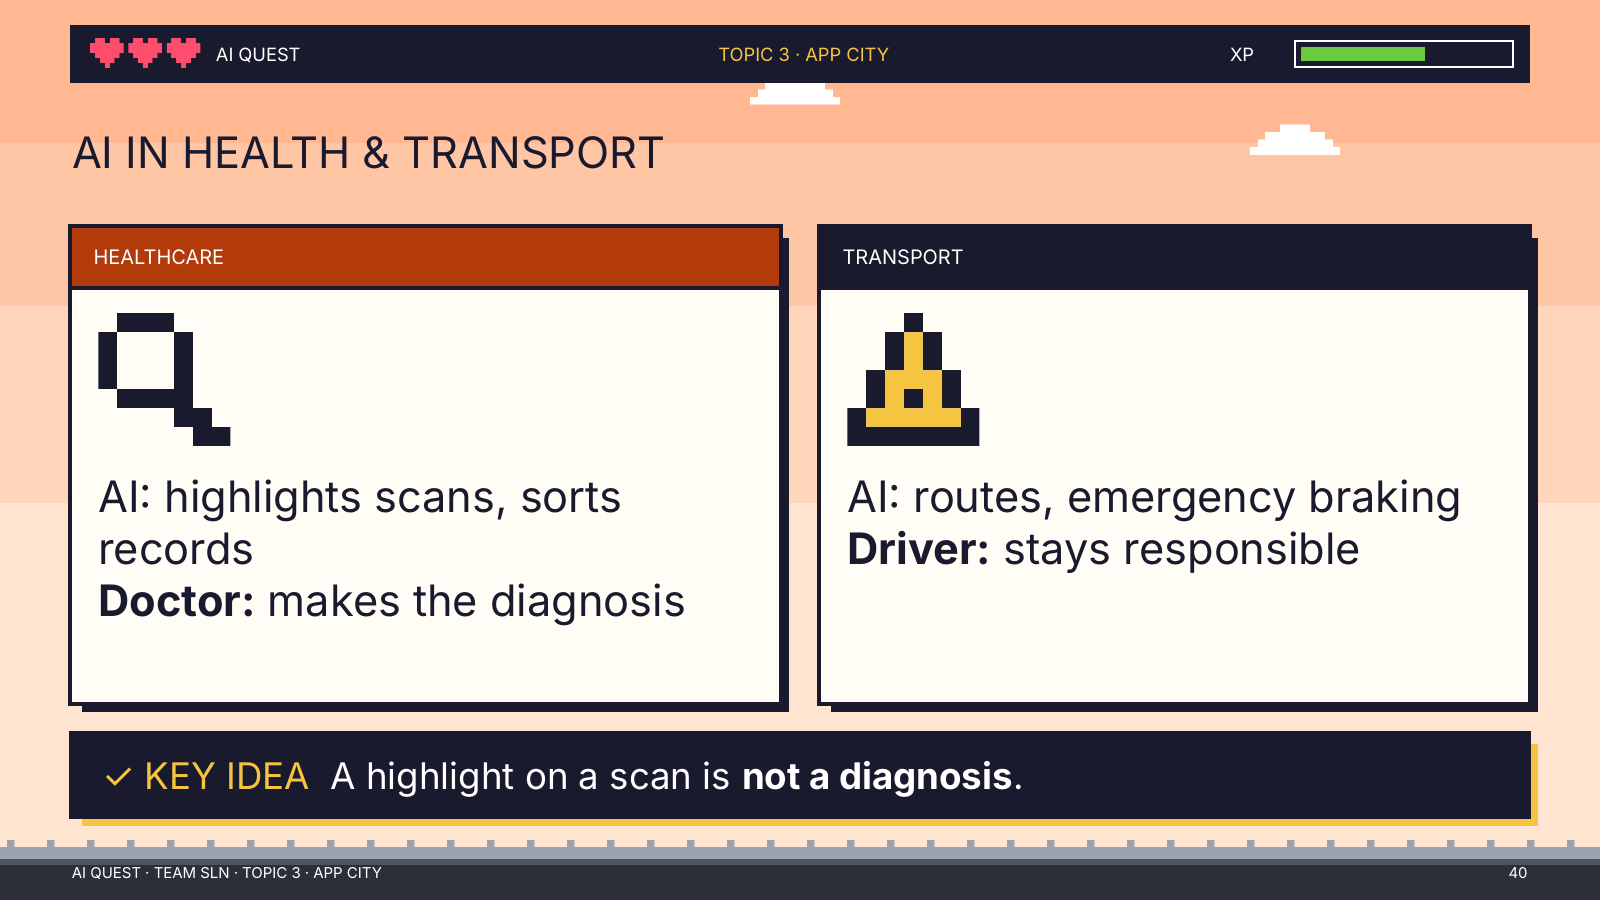 AI QUEST
TOPIC 3 · APP CITY
XP
AI IN HEALTH & TRANSPORT
HEALTHCARE
AI: highlights scans, sorts
records
Doctor: makes the diagnosis
TRANSPORT
AI: routes, emergency braking
Driver: stays responsible
✓ KEY IDEA A highlight on a scan is not a diagnosis.
AI QUEST · TEAM SLN · TOPIC 3 · APP CITY
40